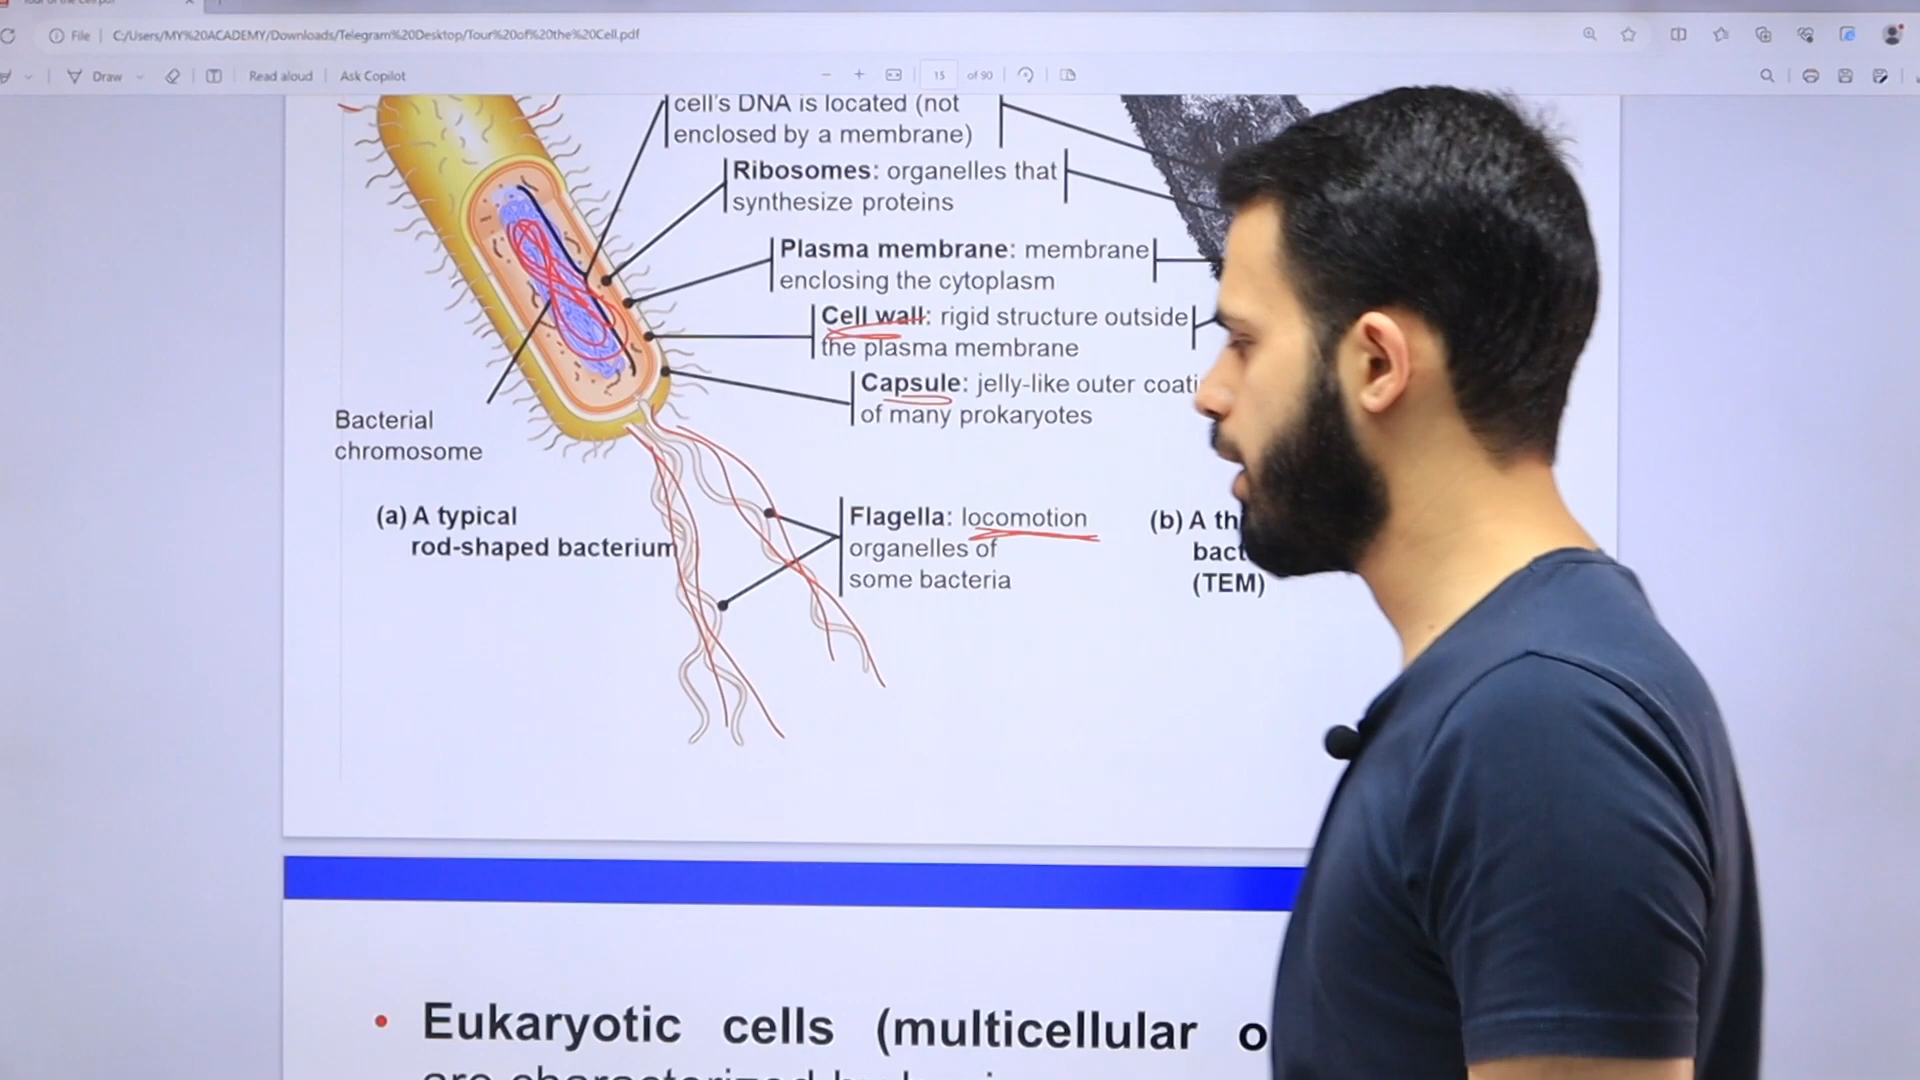 File
C:/Users/MY%20ACADEMY/Downloads/Telegram%20Desktop/Tour%20of%20the%20Cell.pdf
Draw
Read aloud
Ask Copilot
15 of 90
cell's DNA is located (not
enclosed by a membrane)
Ribosomes: organelles that
synthesize proteins
Plasma membrane: membrane
enclosing the cytoplasm
Cell wall: rigid structure outside
the plasma membrane
Capsule: jelly-like outer coati
of many prokaryotes
Bacterial
chromosome
(a) A typical
rod-shaped bacterium
Flagella: locomotion
organelles of
some bacteria
(b) A th
bact
(TEM)
• Eukaryotic cells (multicellular o